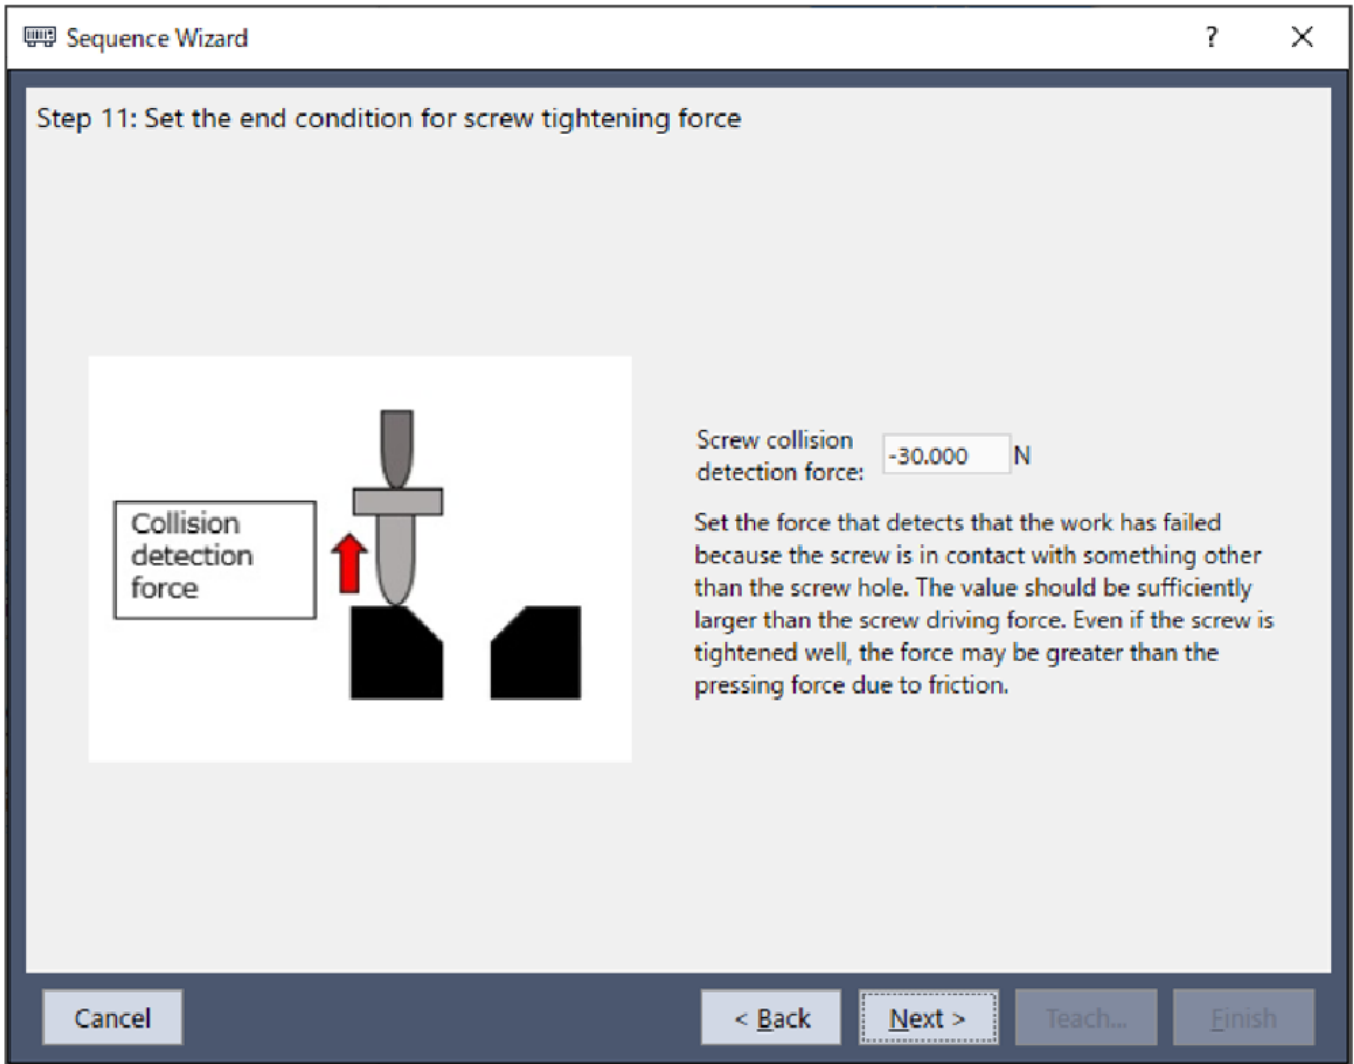 Sequence Wizard
?
Step 11: Set the end condition for screw tightening force
Collision
detection
force
Screw collision
detection force:
-30.000 N
Set the force that detects that the work has failed
because the screw is in contact with something other
than the screw hole. The value should be sufficiently
larger than the screw driving force. Even if the screw is
tightened well, the force may be greater than the
pressing force due to friction.
Cancel
< Back
Next >
Teach...
Finish